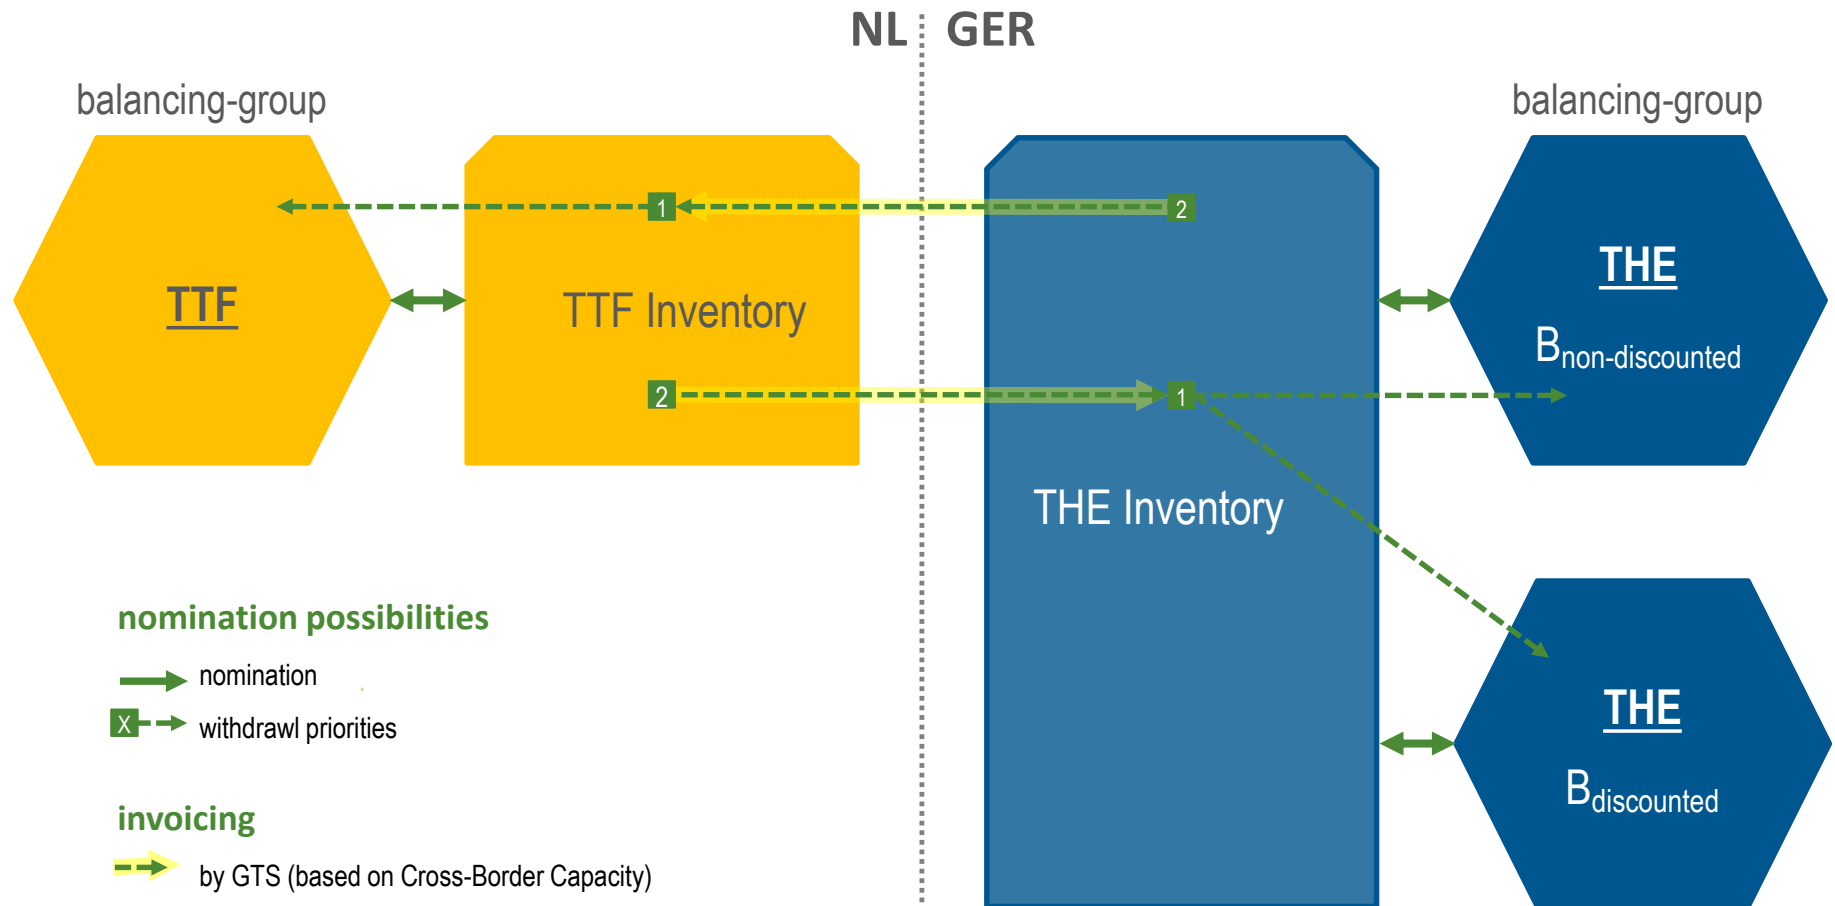 NL GER
balancing-group
balancing-group
1
2
THE
TTF
TTF Inventory
Bnon-discounted
2
1
THE Inventory
nomination possibilities
nomination
X withdrawl priorities
THE
Bdiscounted
invoicing
by GTS (based on Cross-Border Capacity)